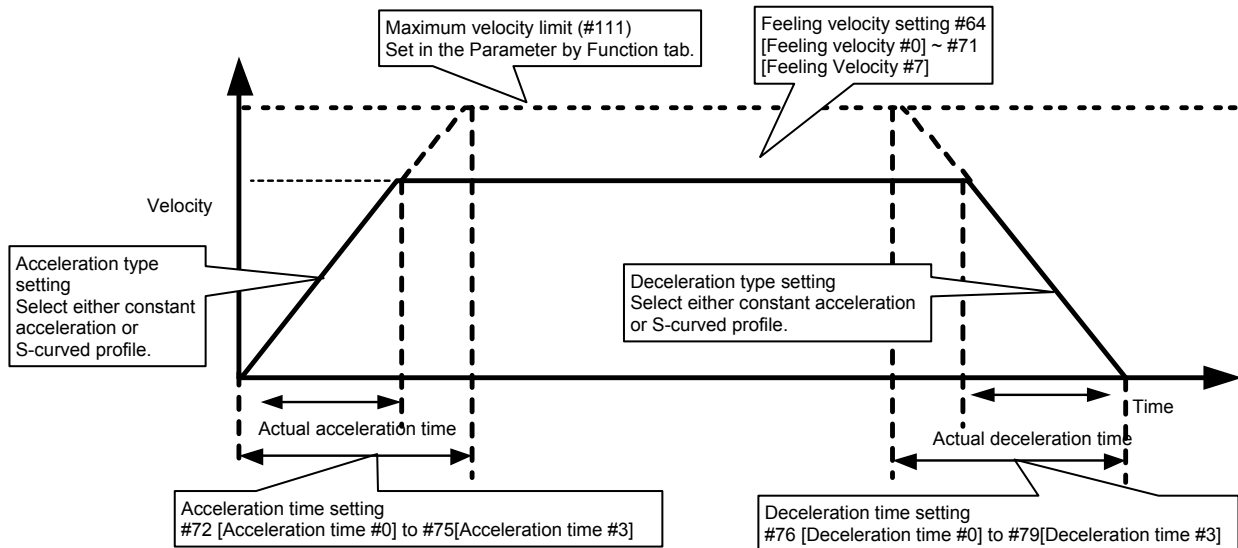 Maximum velocity limit (#111)
Set in the Parameter by Function tab.
Feeling velocity setting #64
[Feeling velocity #0] ~ #71
[Feeling Velocity #7]
Velocity
Acceleration type
setting
Select either constant
acceleration or
S-curved profile.
Deceleration type setting
Select either constant acceleration
or S-curved profile.
Time
Actual acceleration time
Actual deceleration time
Acceleration time setting
#72 [Acceleration time #0] to #75[Acceleration time #3]
Deceleration time setting
#76 [Deceleration time #0] to #79[Deceleration time #3]